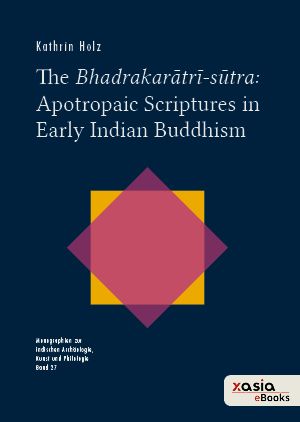 Kathrin Holz
The Bhadrakarātrī-sūtra:
Apotropaic Scriptures in
Early Indian Buddhism
Monographien zur
Indischen Archäologie,
Kunst und Philologie
Band 27
xasia
eBooks